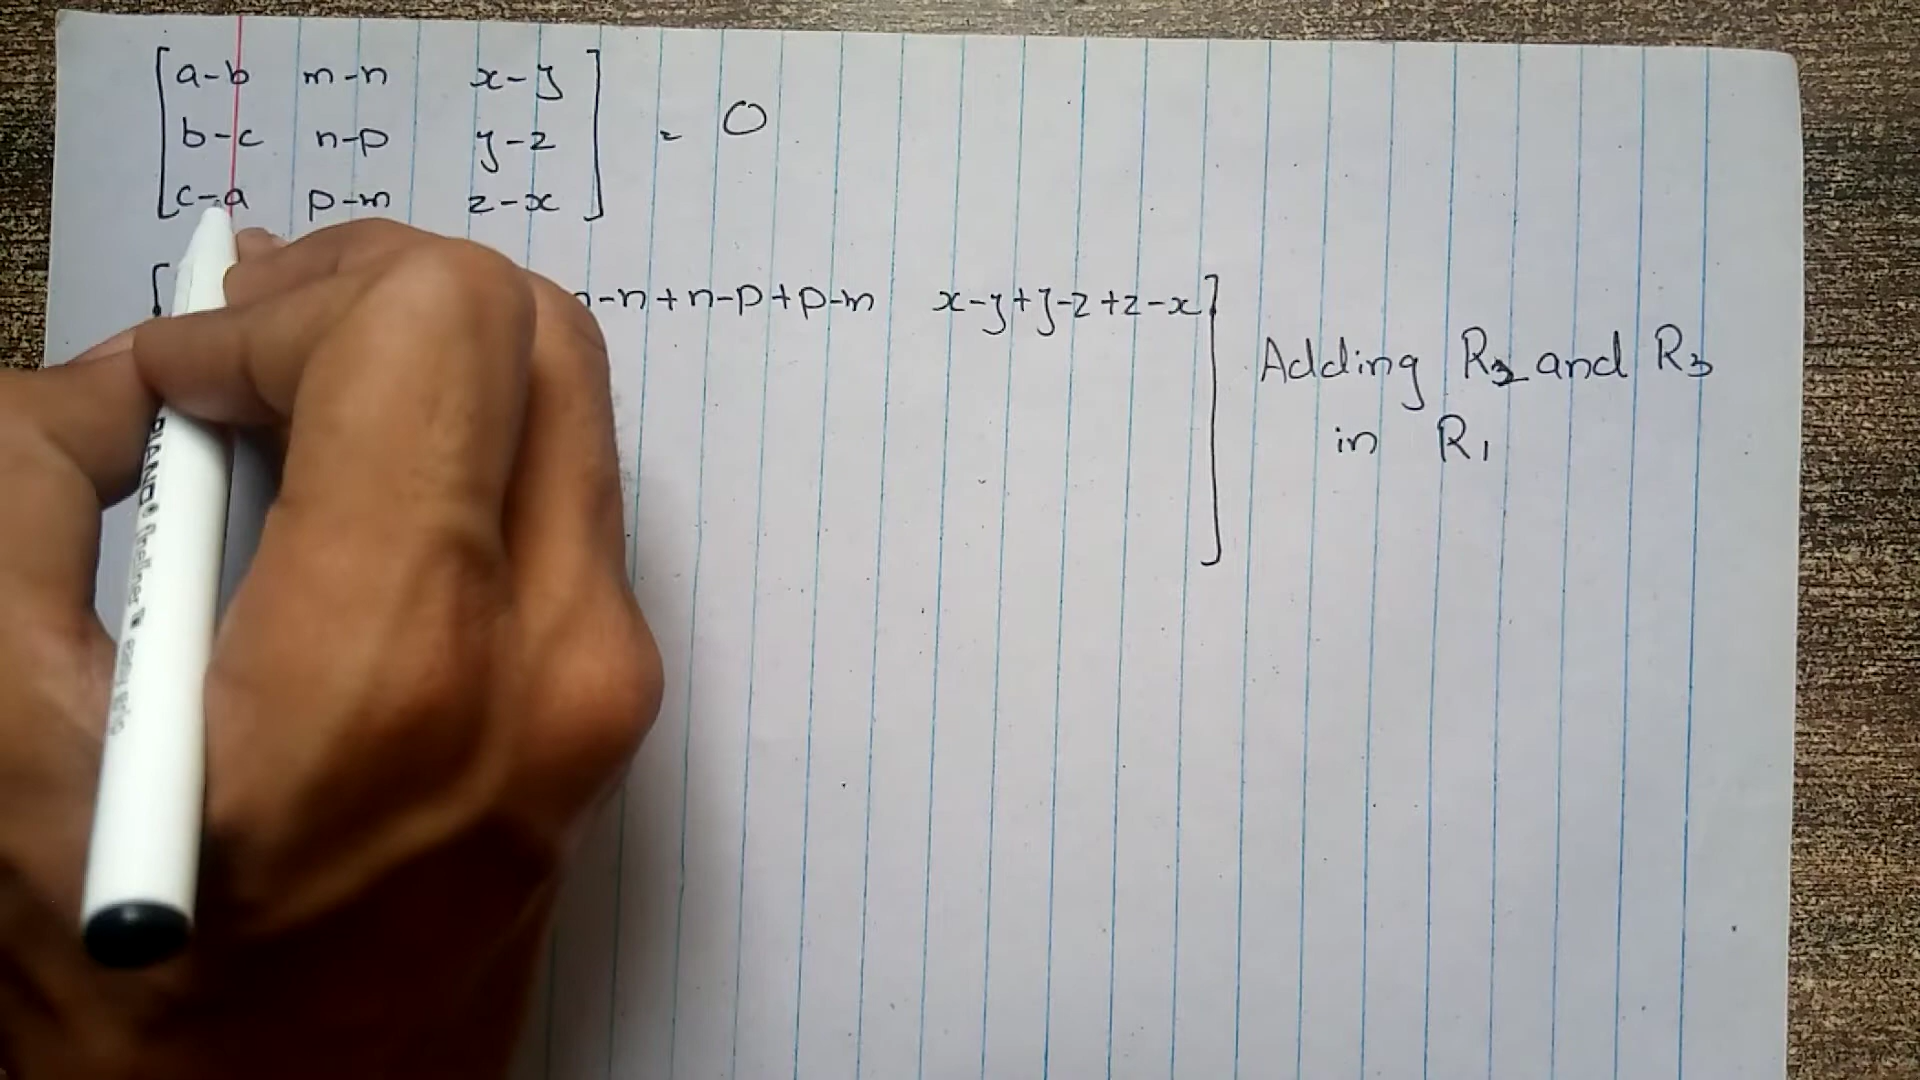 a-b m-n x-y
b-c n-p y-z = 0
c-a p-m z-x
-n+n-p+p-m x-y+y-z+z-x
Adding R2 and R3
in R1